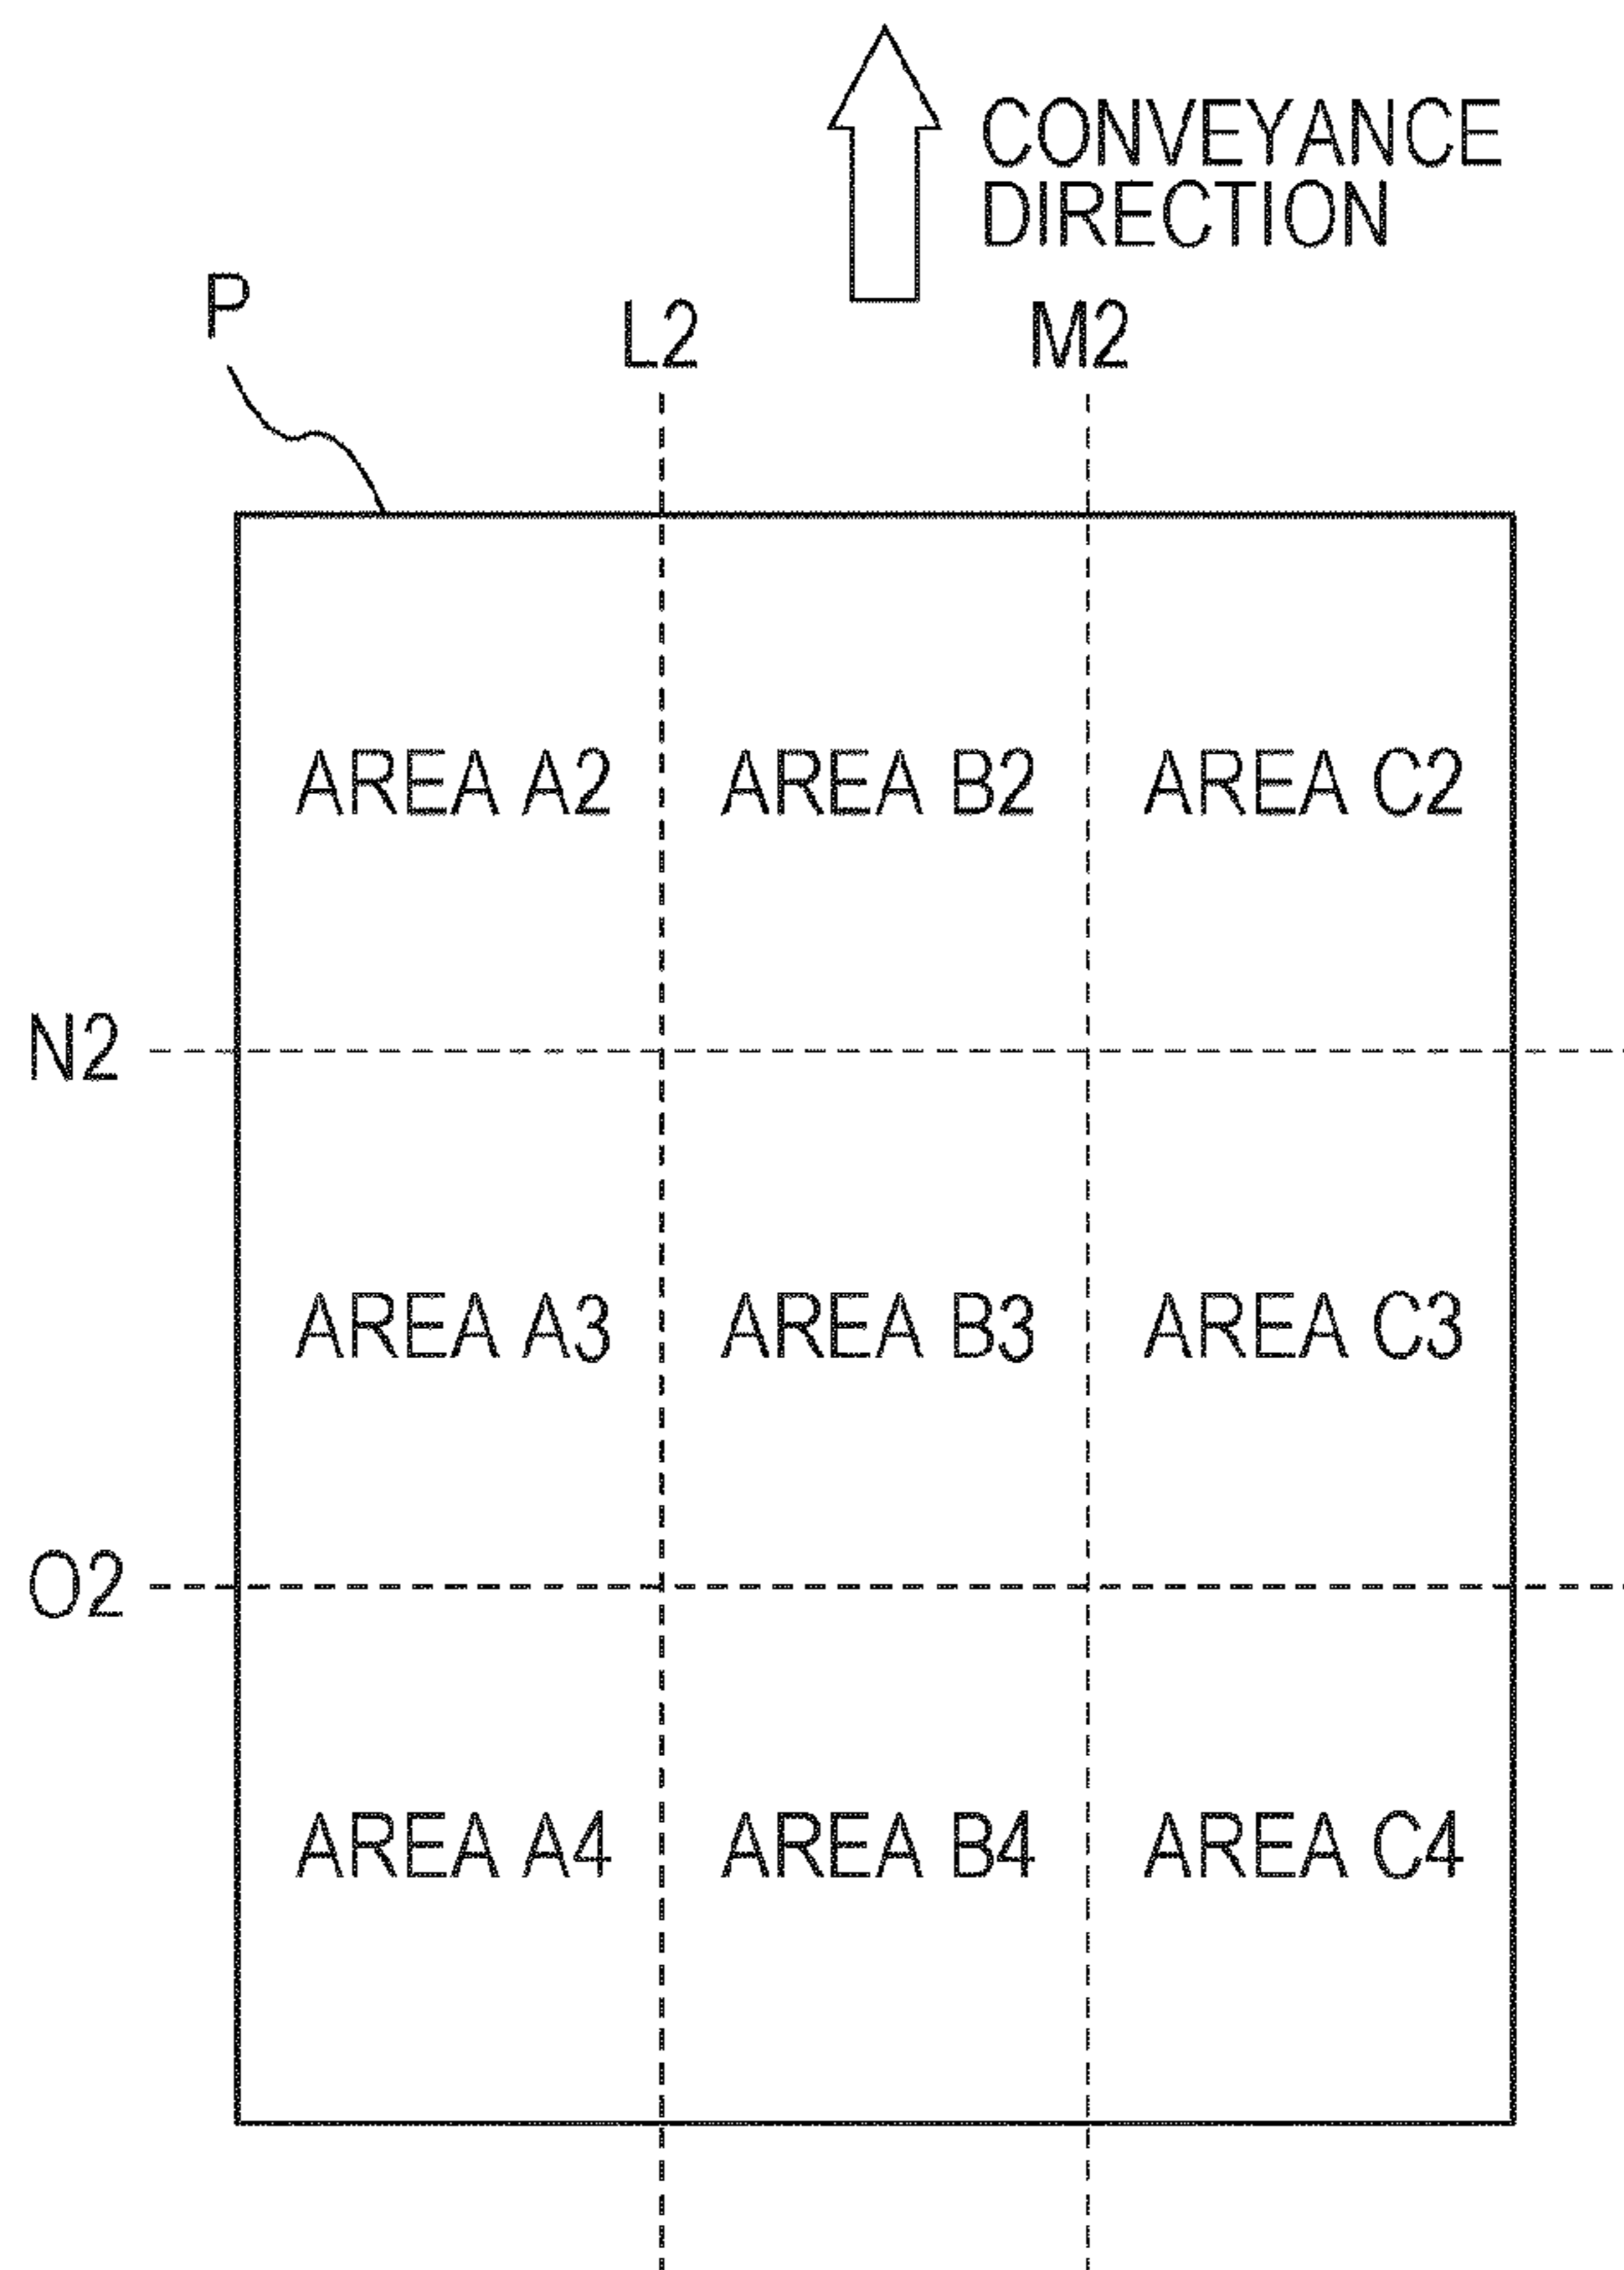 CONVEYANCE
DIRECTION
P
L2
M2
AREA A2
AREA B2
AREA C2
N2
AREA A3
AREA B3
AREA C3
O2
AREA A4
AREA B4
AREA C4